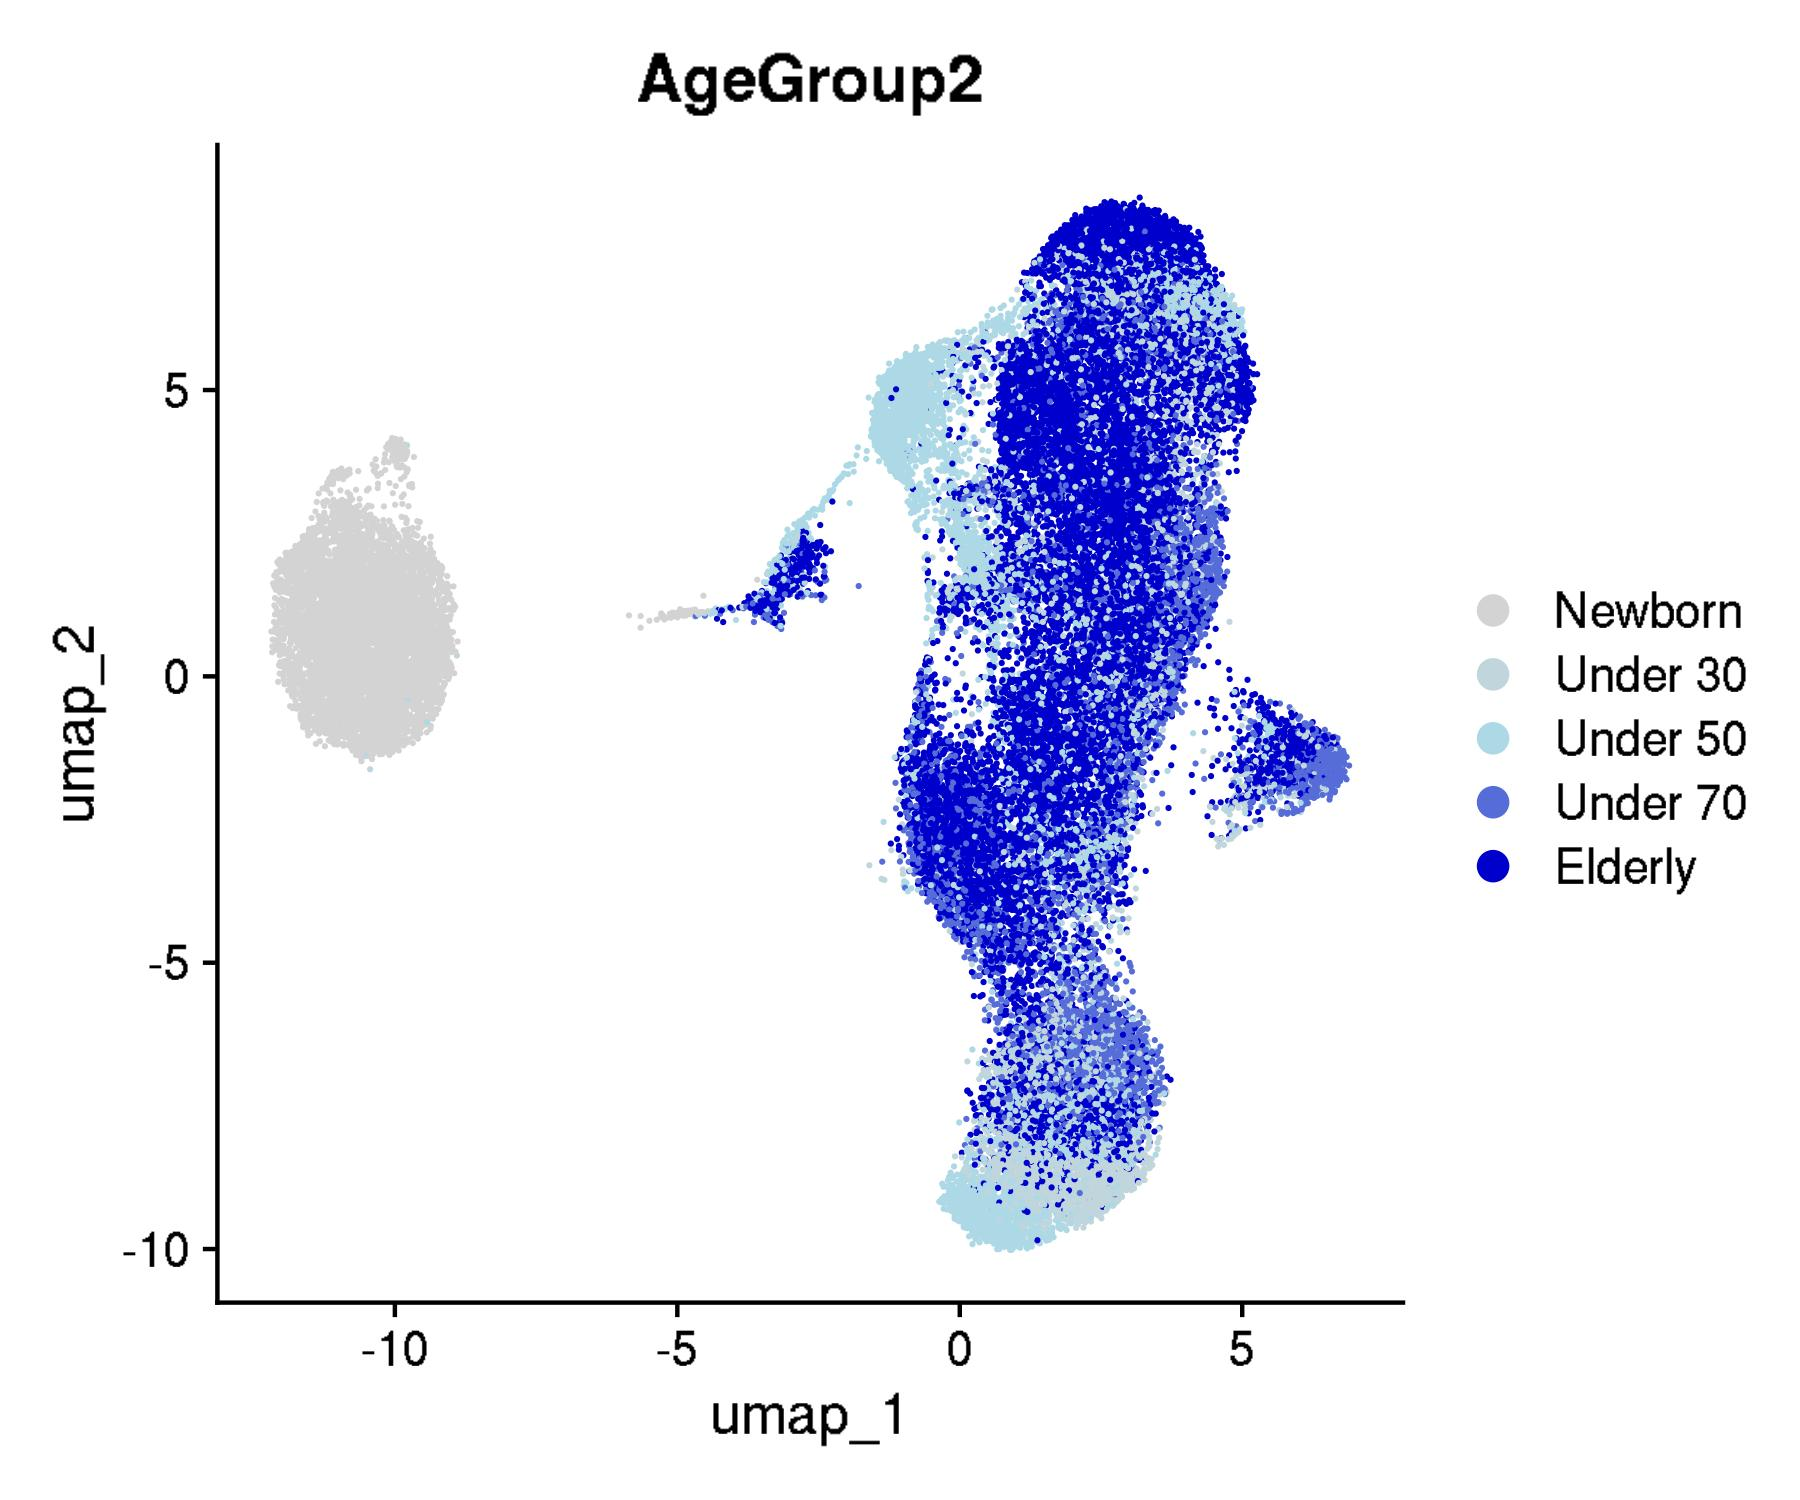 AgeGroup2
umap_2
5
0
-5
-10
-10
-5
0
5
umap_1
Newborn
Under 30
Under 50
Under 70
Elderly